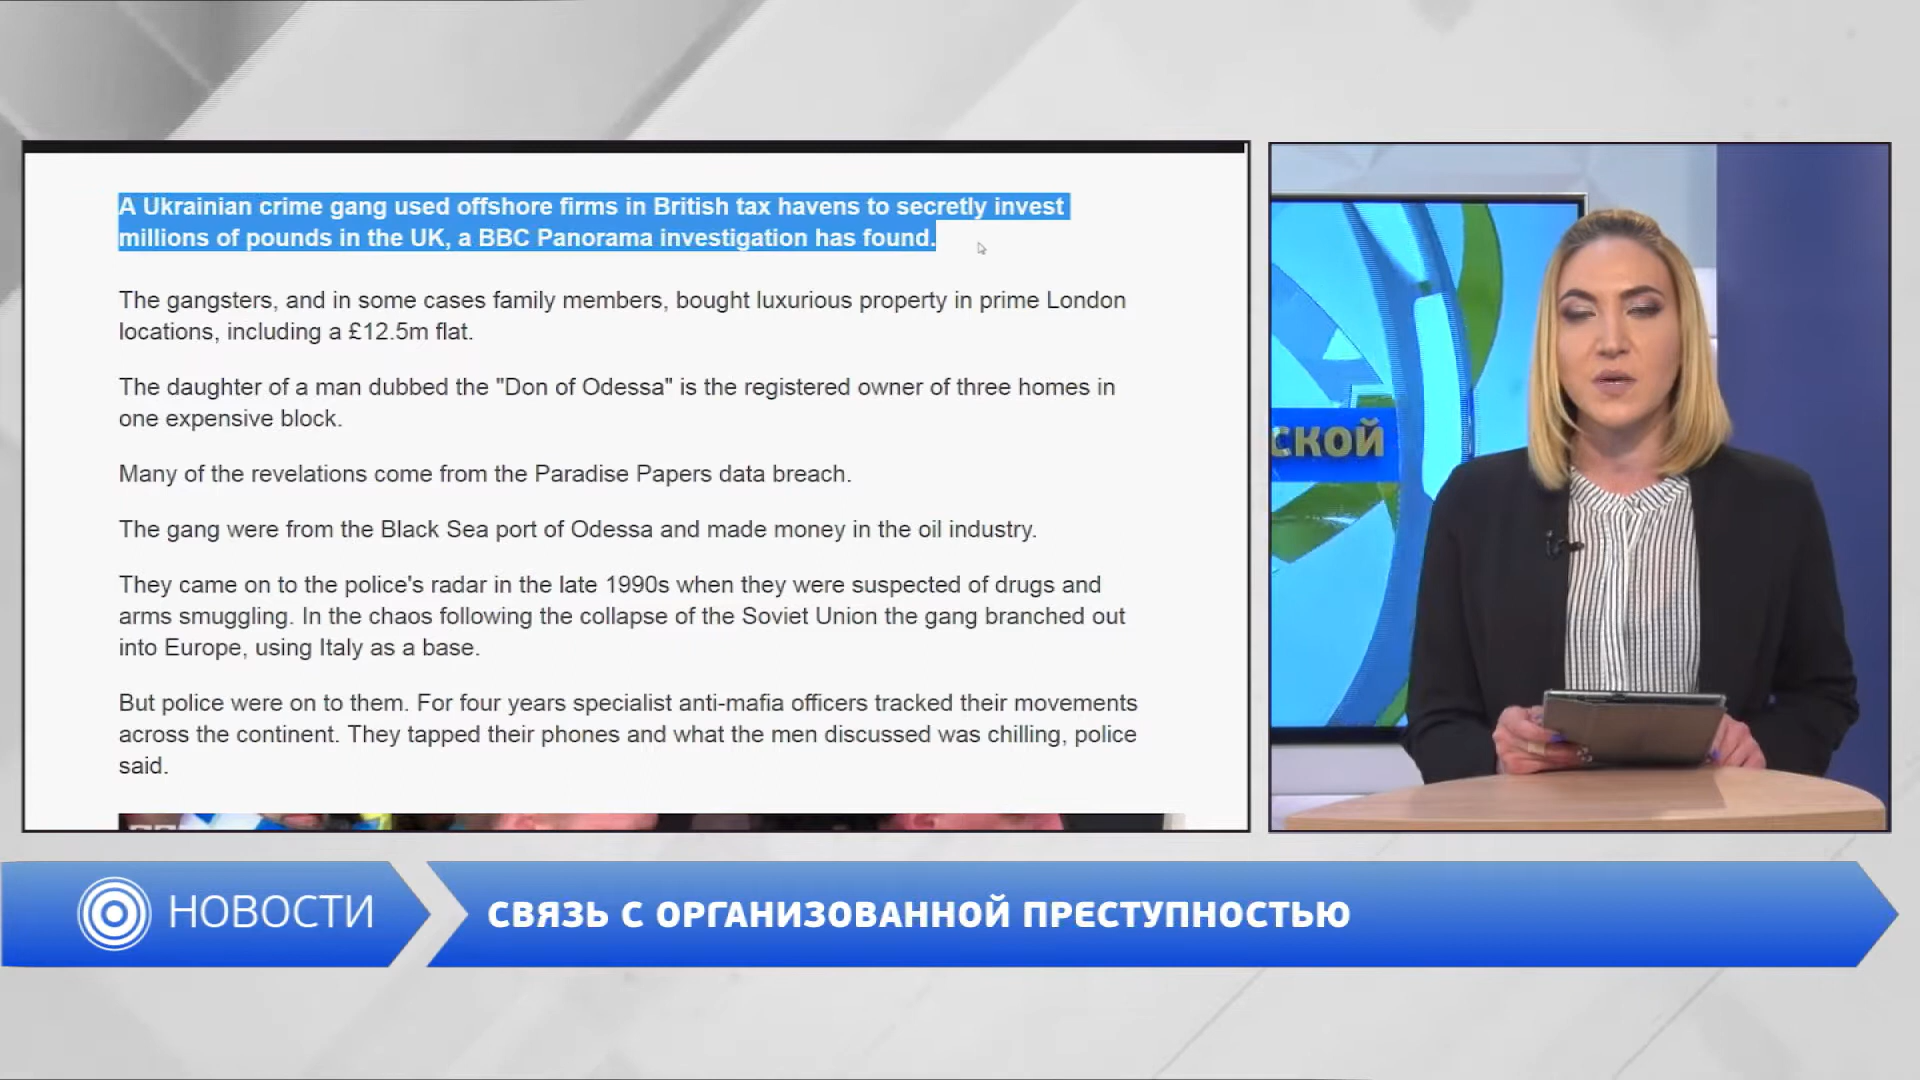 A Ukrainian crime gang used offshore firms in British tax havens to secretly invest
millions of pounds in the UK, a BBC Panorama investigation has found.
The gangsters, and in some cases family members, bought luxurious property in prime London
locations, including a £12.5m flat.
The daughter of a man dubbed the "Don of Odessa" is the registered owner of three homes in
one expensive block.
Many of the revelations come from the Paradise Papers data breach.
The gang were from the Black Sea port of Odessa and made money in the oil industry.
They came on to the police's radar in the late 1990s when they were suspected of drugs and
arms smuggling. In the chaos following the collapse of the Soviet Union the gang branched out
into Europe, using Italy as a base.
But police were on to them. For four years specialist anti-mafia officers tracked their movements
across the continent. They tapped their phones and what the men discussed was chilling, police
said.
ской
НОВОСТИ
СВЯЗЬ С ОРГАНИЗОВАННОЙ ПРЕСТУПНОСТЬЮ